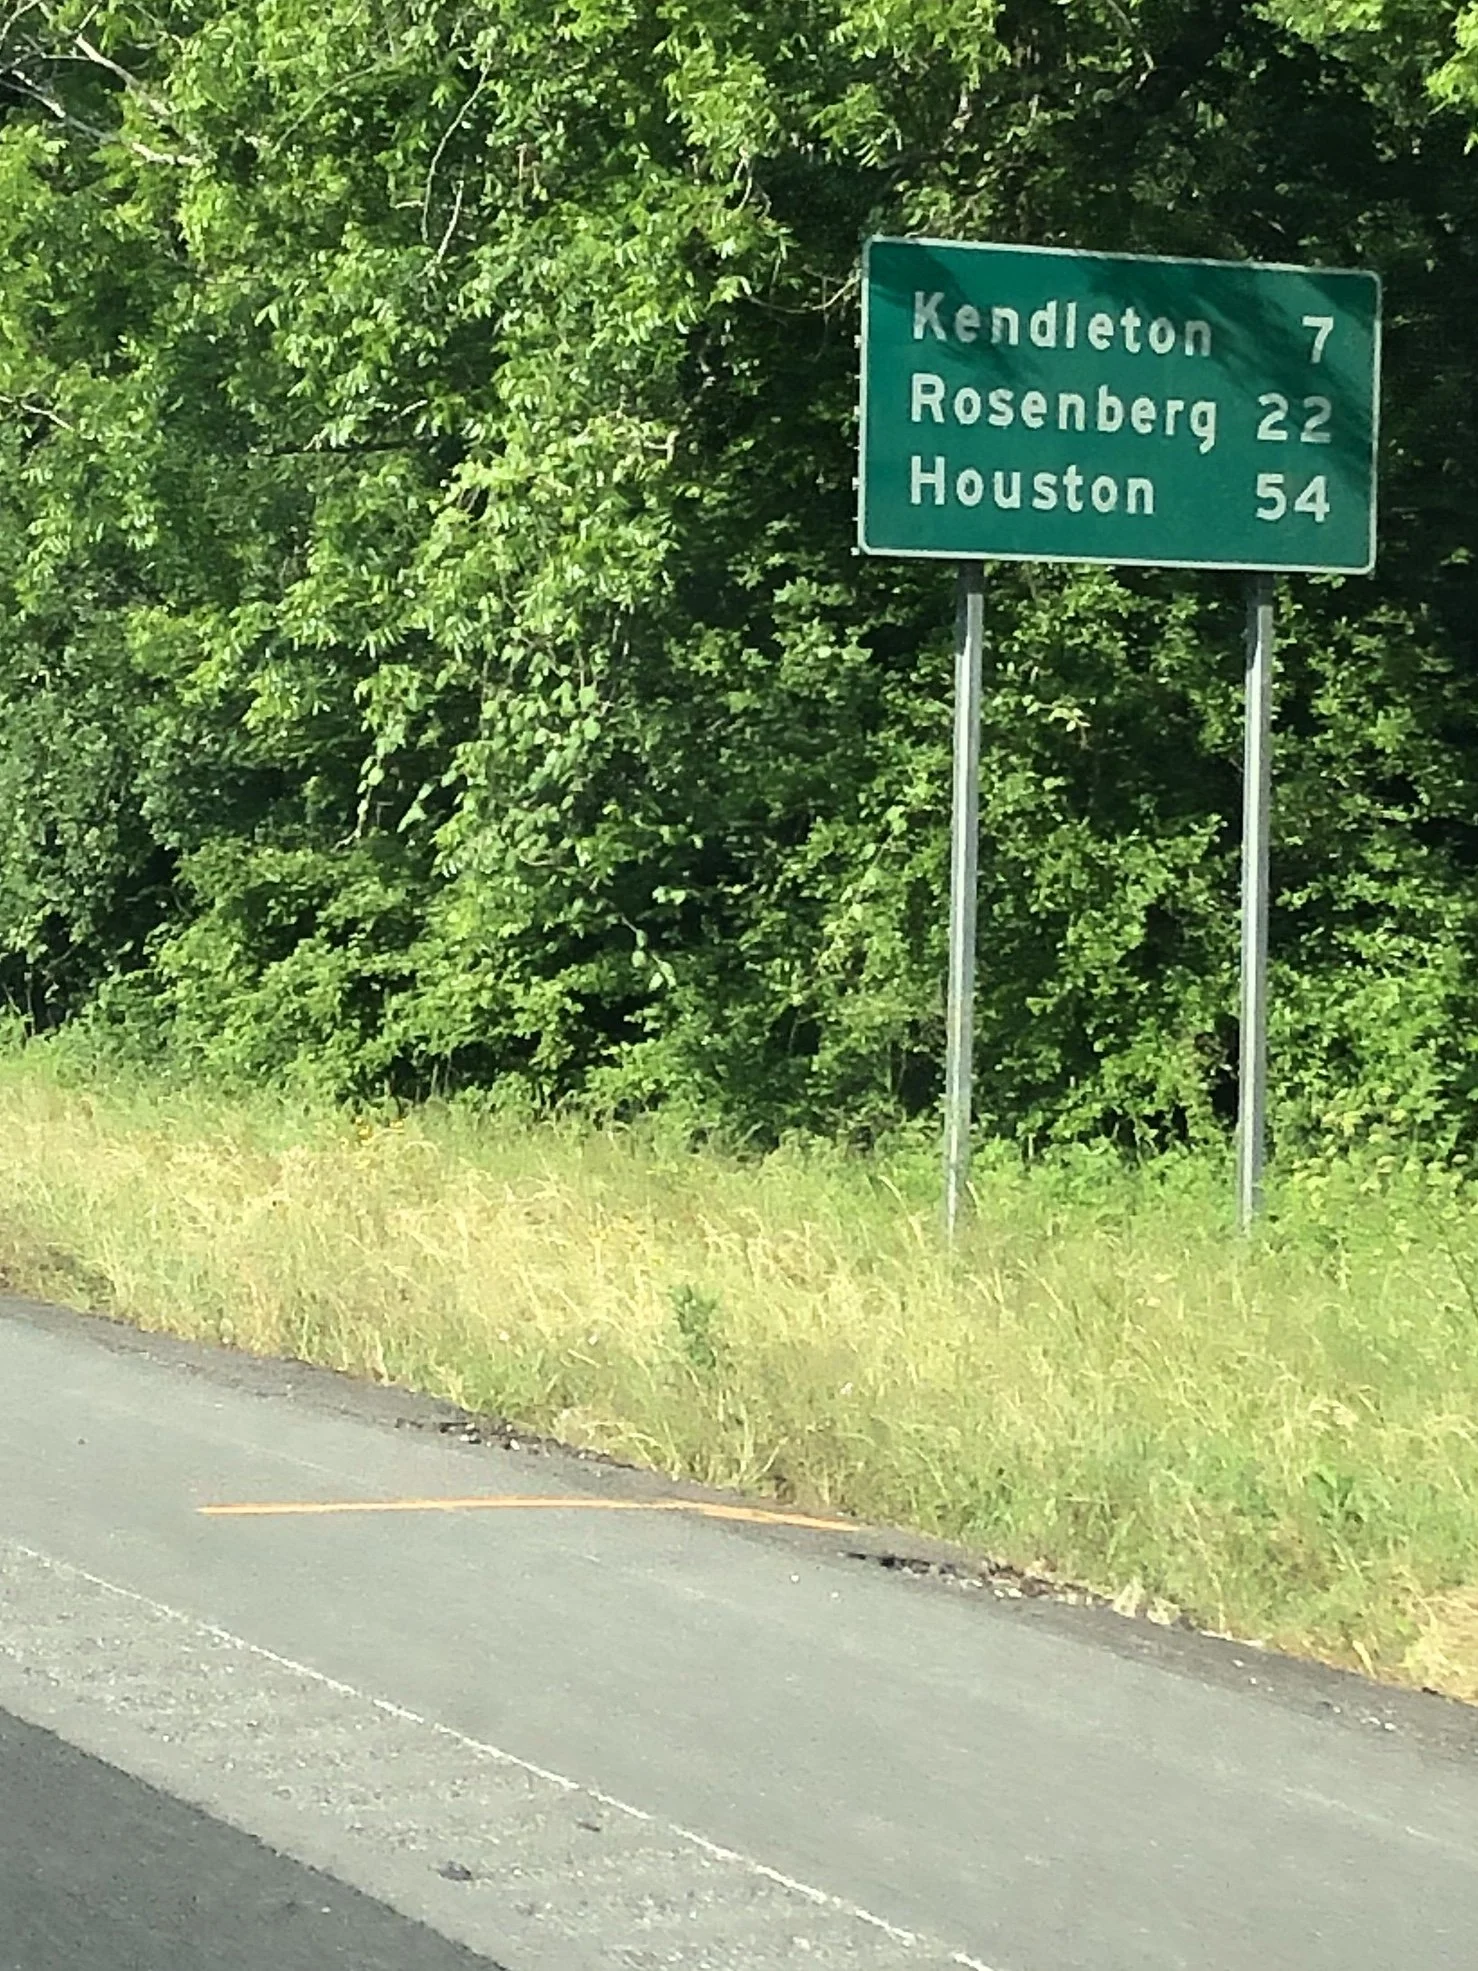 Kendleton 7
Rosenberg 22
Houston 54